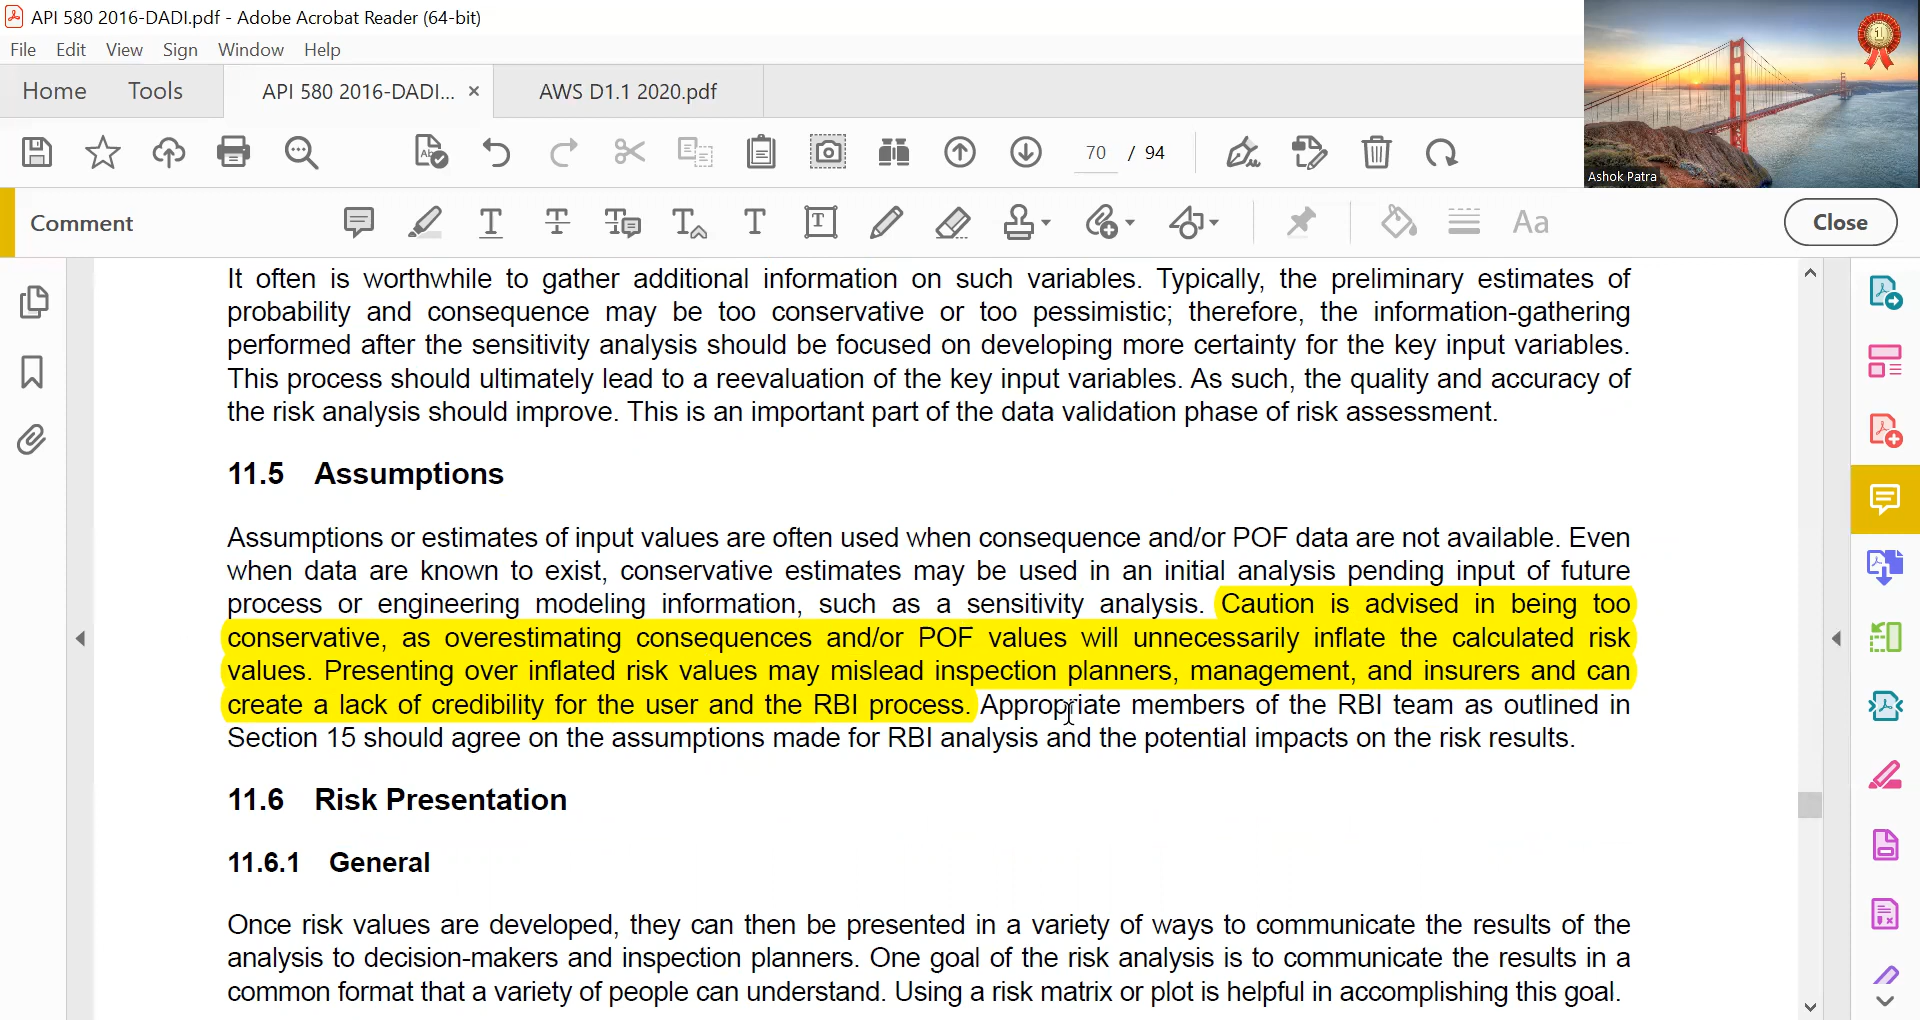 API 580 2016-DADI.pdf - Adobe Acrobat Reader (64-bit)
File Edit View Sign Window Help
Home Tools API 580 2016-DADI... × AWS D1.1 2020.pdf
70 / 94
1
Ashok Patra
Comment
Aa
Close
It often is worthwhile to gather additional information on such variables. Typically, the preliminary estimates of
probability and consequence may be too conservative or too pessimistic; therefore, the information-gathering
performed after the sensitivity analysis should be focused on developing more certainty for the key input variables.
This process should ultimately lead to a reevaluation of the key input variables. As such, the quality and accuracy of
the risk analysis should improve. This is an important part of the data validation phase of risk assessment.
11.5 Assumptions
Assumptions or estimates of input values are often used when consequence and/or POF data are not available. Even
when data are known to exist, conservative estimates may be used in an initial analysis pending input of future
process or engineering modeling information, such as a sensitivity analysis. Caution is advised in being too
conservative, as overestimating consequences and/or POF values will unnecessarily inflate the calculated risk
values. Presenting over inflated risk values may mislead inspection planners, management, and insurers and can
create a lack of credibility for the user and the RBI process. Appropriate members of the RBI team as outlined in
Section 15 should agree on the assumptions made for RBI analysis and the potential impacts on the risk results.
11.6 Risk Presentation
11.6.1 General
Once risk values are developed, they can then be presented in a variety of ways to communicate the results of the
analysis to decision-makers and inspection planners. One goal of the risk analysis is to communicate the results in a
common format that a variety of people can understand. Using a risk matrix or plot is helpful in accomplishing this goal.